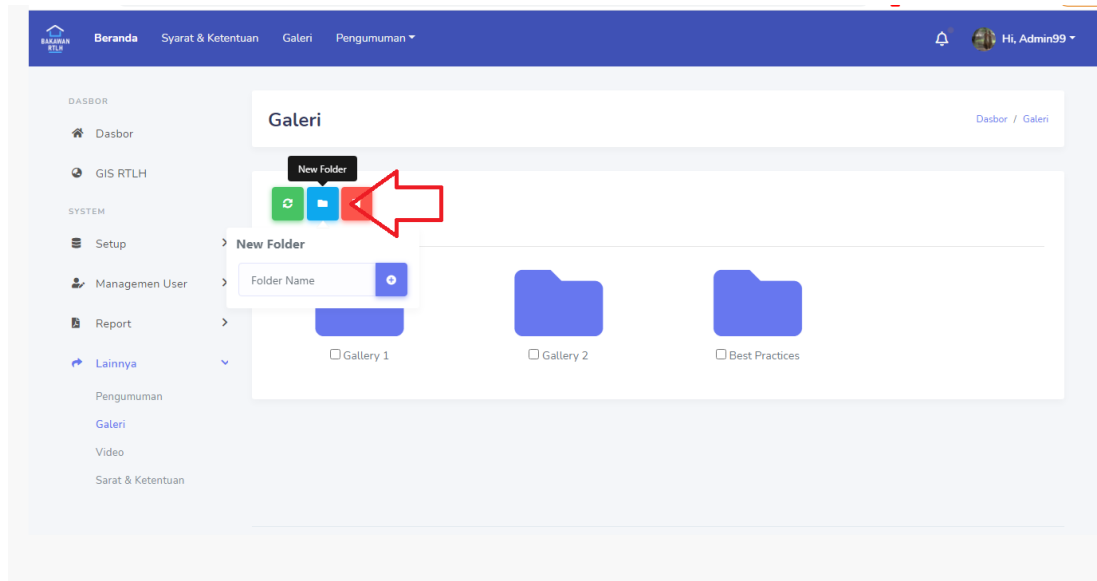 BAKAWAN
RTLH
Beranda Syarat & Ketentuan Galeri Pengumuman
Hi, Admin99
DASBOR
Dasbor
GIS RTLH
SYSTEM
Setup
Managemen User
Report
Lainnya
Pengumuman
Galeri
Video
Sarat & Ketentuan
Galeri
Dasbor / Galeri
New Folder
New Folder
Folder Name
Gallery 1
Gallery 2
Best Practices